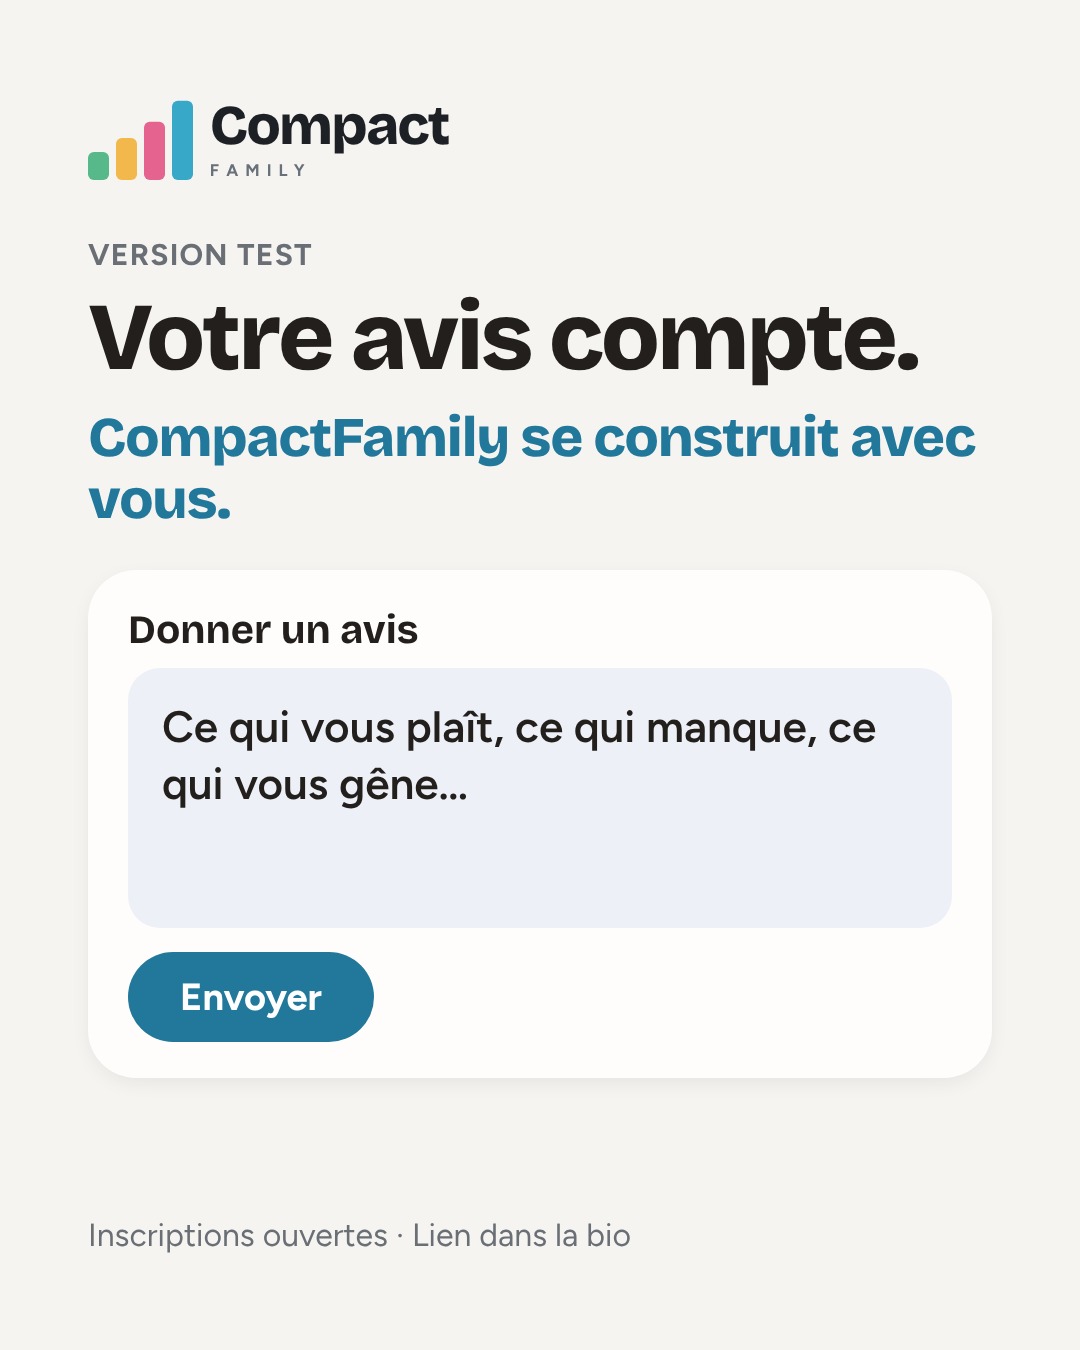 Compact
FAMILY
VERSION TEST
Votre avis compte.
CompactFamily se construit avec
vous.
Donner un avis
Ce qui vous plaît, ce qui manque, ce
qui vous gêne…
Envoyer
Inscriptions ouvertes · Lien dans la bio